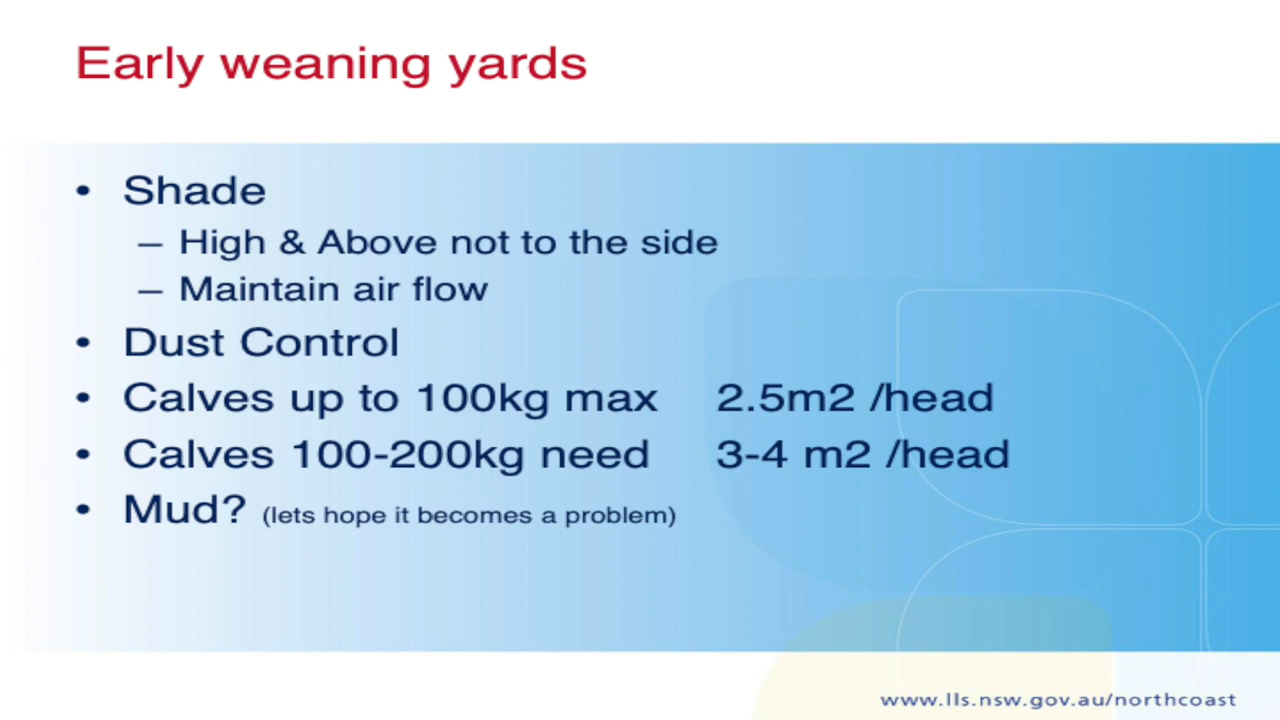 Early weaning yards
• Shade
– High & Above not to the side
– Maintain air flow
• Dust Control
• Calves up to 100kg max 2.5m2 /head
• Calves 100-200kg need 3-4 m2 /head
• Mud? (lets hope it becomes a problem)
www.lls.nsw.gov.au/northcoast